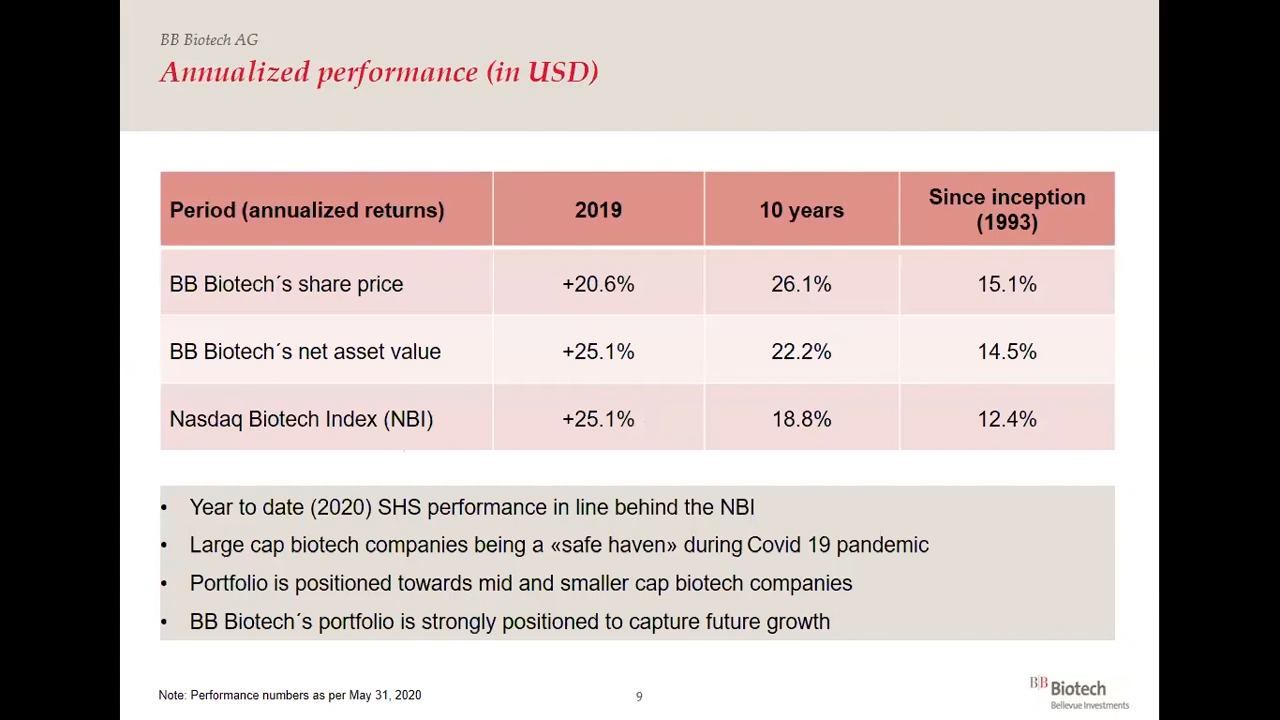 BB Biotech AG
Annualized performance (in USD)
Period (annualized returns) 2019 10 years Since inception (1993)
BB Biotech´s share price +20.6% 26.1% 15.1%
BB Biotech´s net asset value +25.1% 22.2% 14.5%
Nasdaq Biotech Index (NBI) +25.1% 18.8% 12.4%
• Year to date (2020) SHS performance in line behind the NBI
• Large cap biotech companies being a «safe haven» during Covid 19 pandemic
• Portfolio is positioned towards mid and smaller cap biotech companies
• BB Biotech´s portfolio is strongly positioned to capture future growth
Note: Performance numbers as per May 31, 2020
9
B|B Biotech
Bellevue Investments